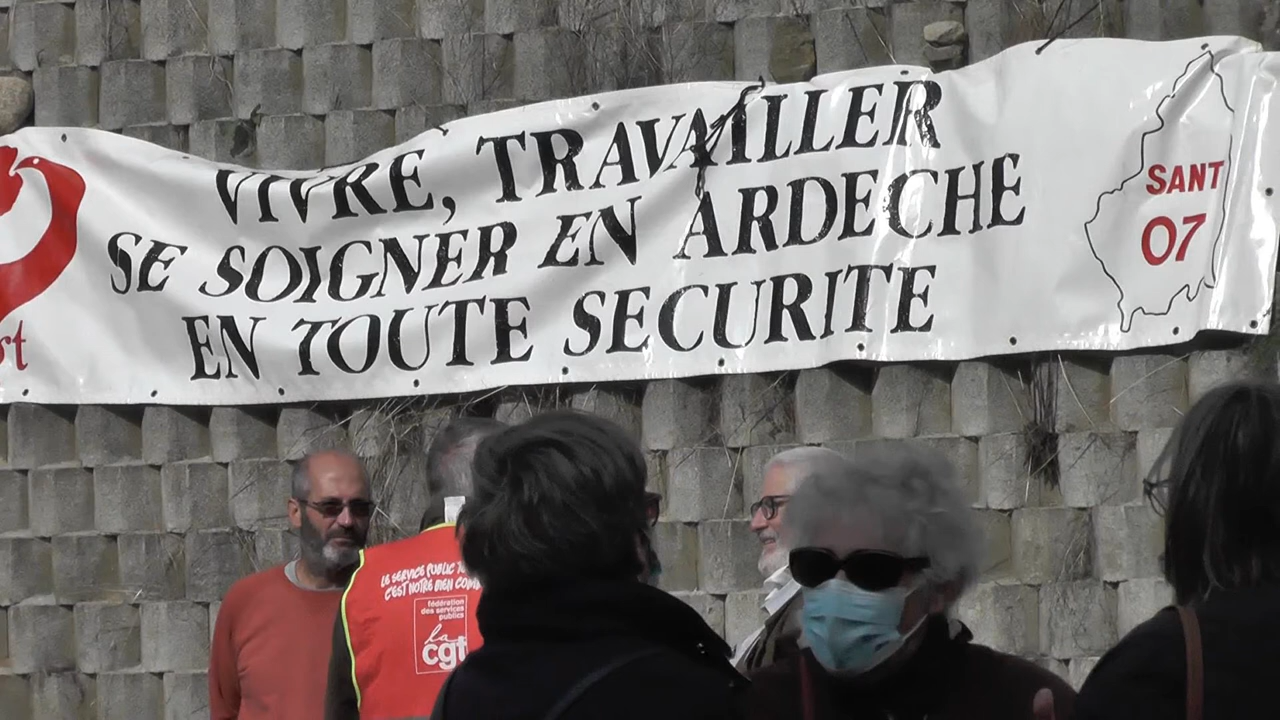 VIVRE, TRAVAILLER
SE SOIGNER EN ARDECHE
EN TOUTE SECURITE
SANT
07
LE SERVICE PUBLIC
C'EST NOTRE BIEN
fédération
des services
publics
la
cgt